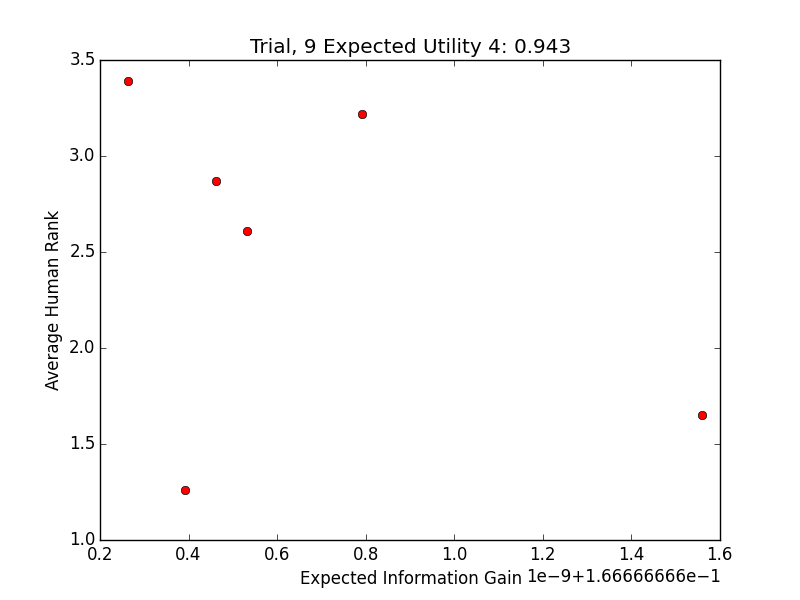 Trial, 9 Expected Utility 4: 0.943
3.5
3.0
2.5
2.0
1.5
1.0
Average Human Rank
0.2 0.4 0.6 0.8 1.0 1.2 1.4 1.6
Expected Information Gain 1e−9+1.66666666e−1